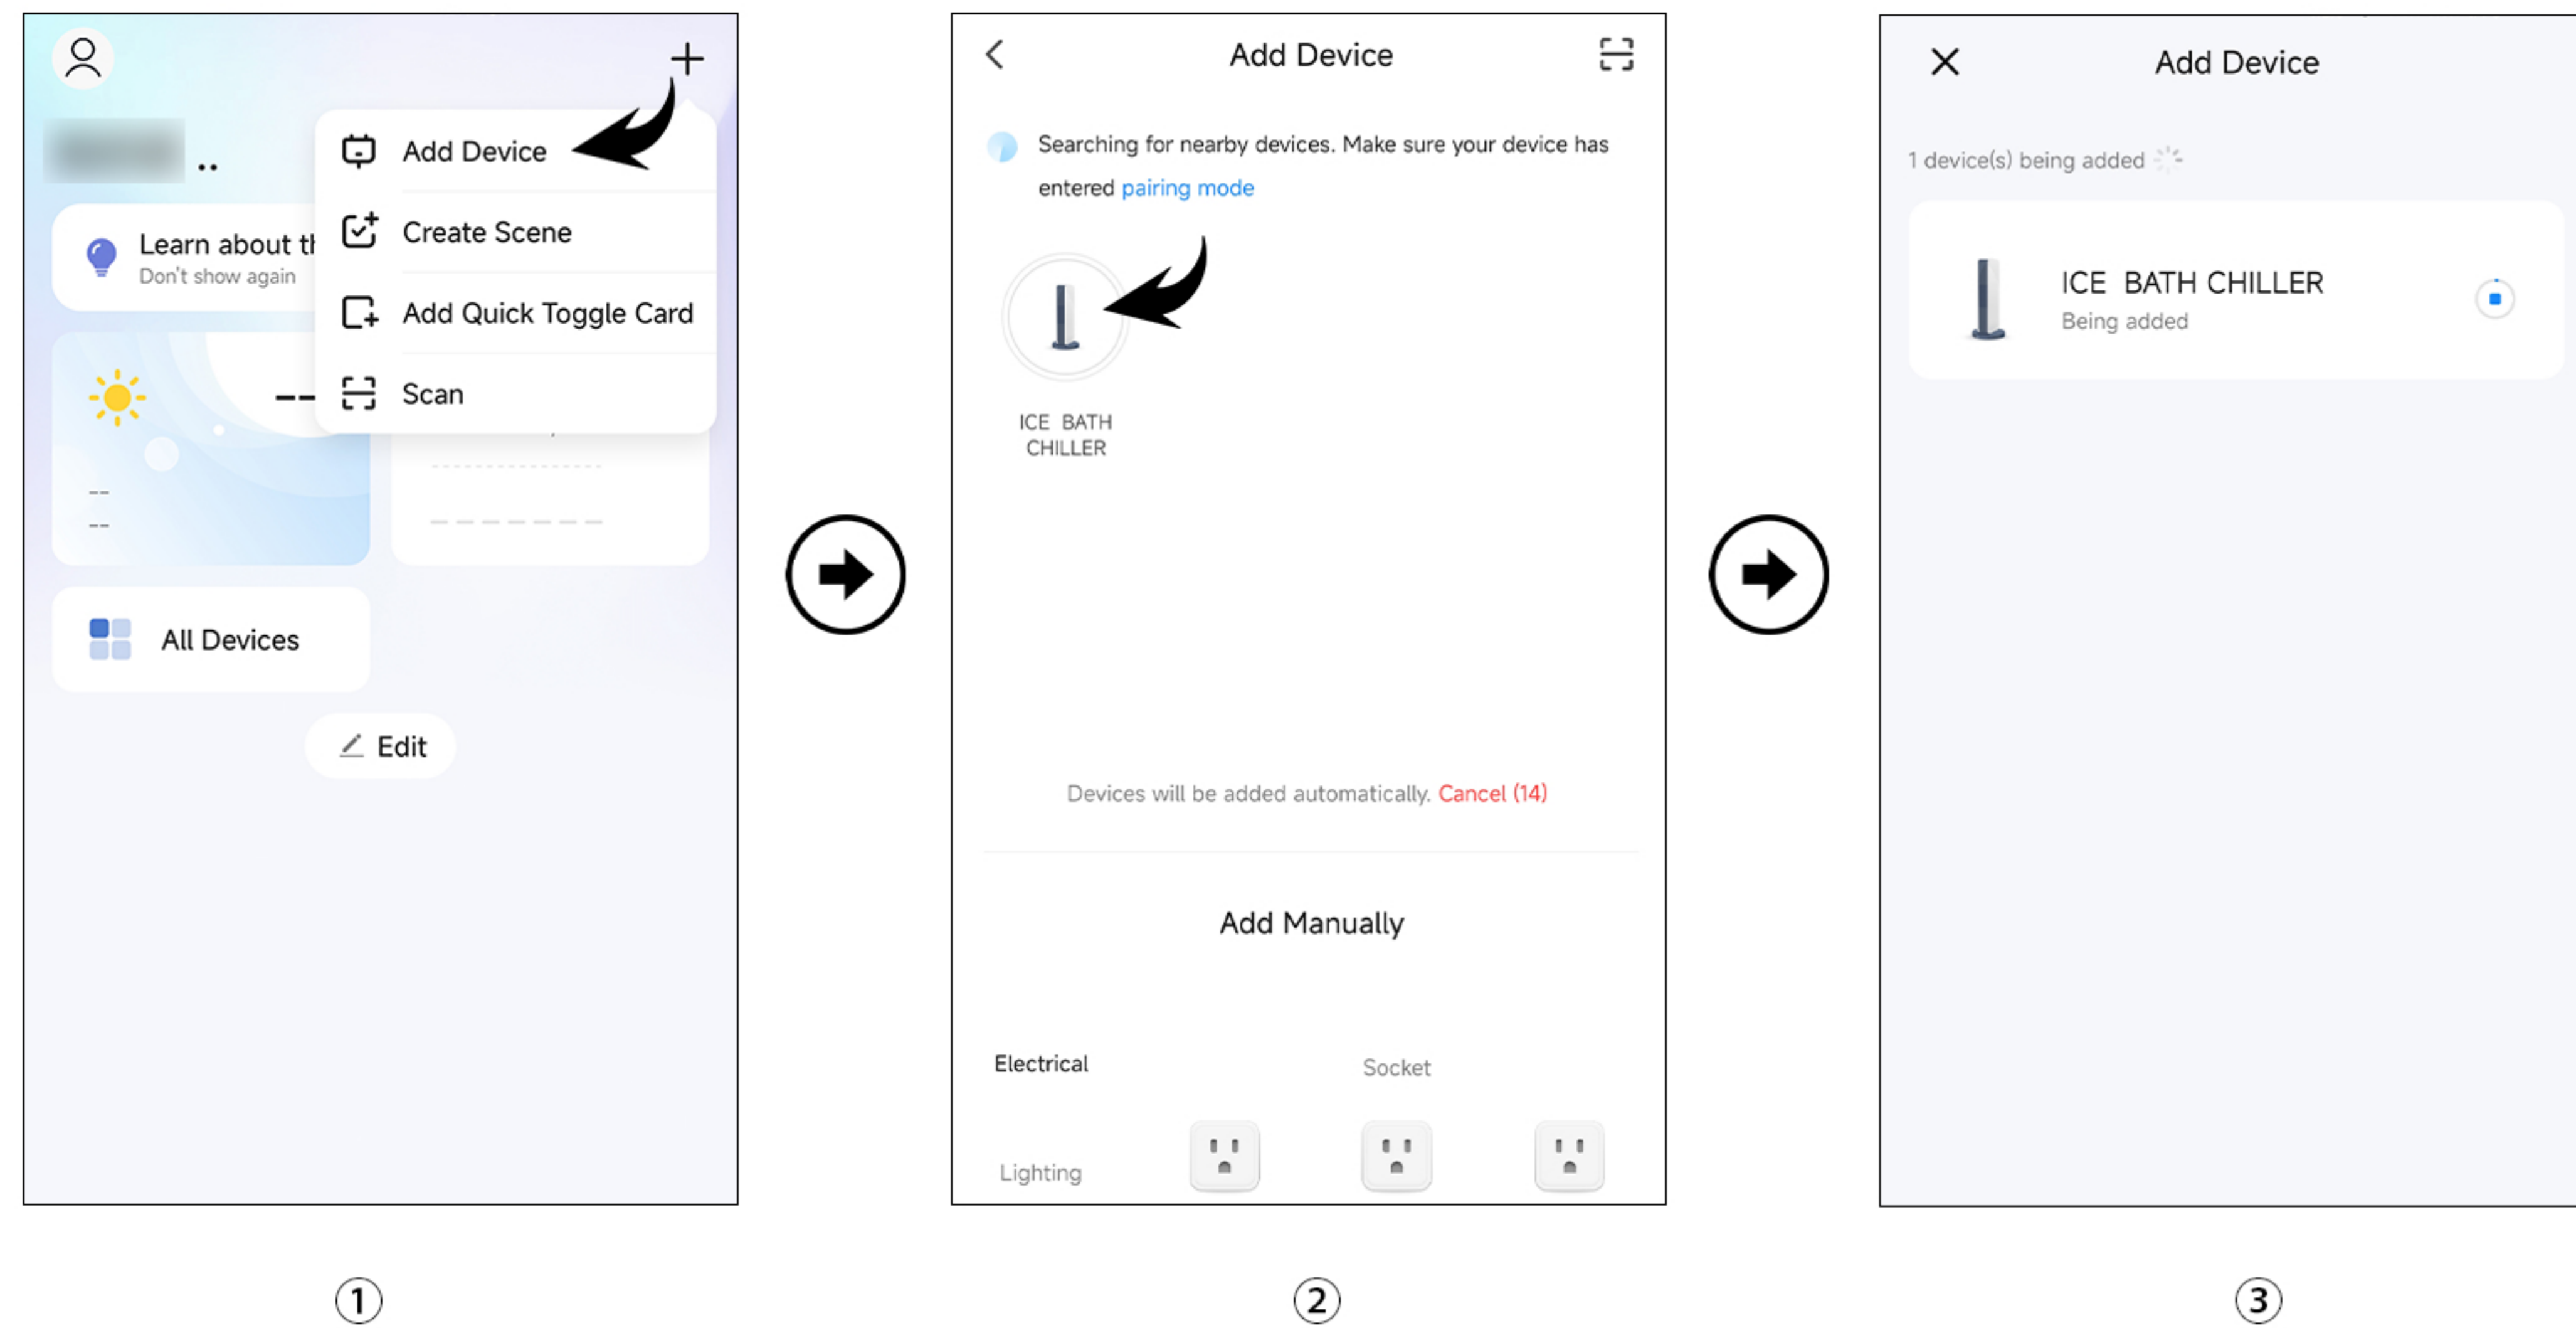 Add Device
Learn about th
Don't show again
Create Scene
Add Quick Toggle Card
Scan
--
--
--
All Devices
Edit
①
Add Device
Searching for nearby devices. Make sure your device has
entered pairing mode
ICE BATH
CHILLER
Devices will be added automatically. Cancel (14)
Add Manually
Electrical
Socket
Lighting
②
Add Device
1 device(s) being added
ICE BATH CHILLER
Being added
③